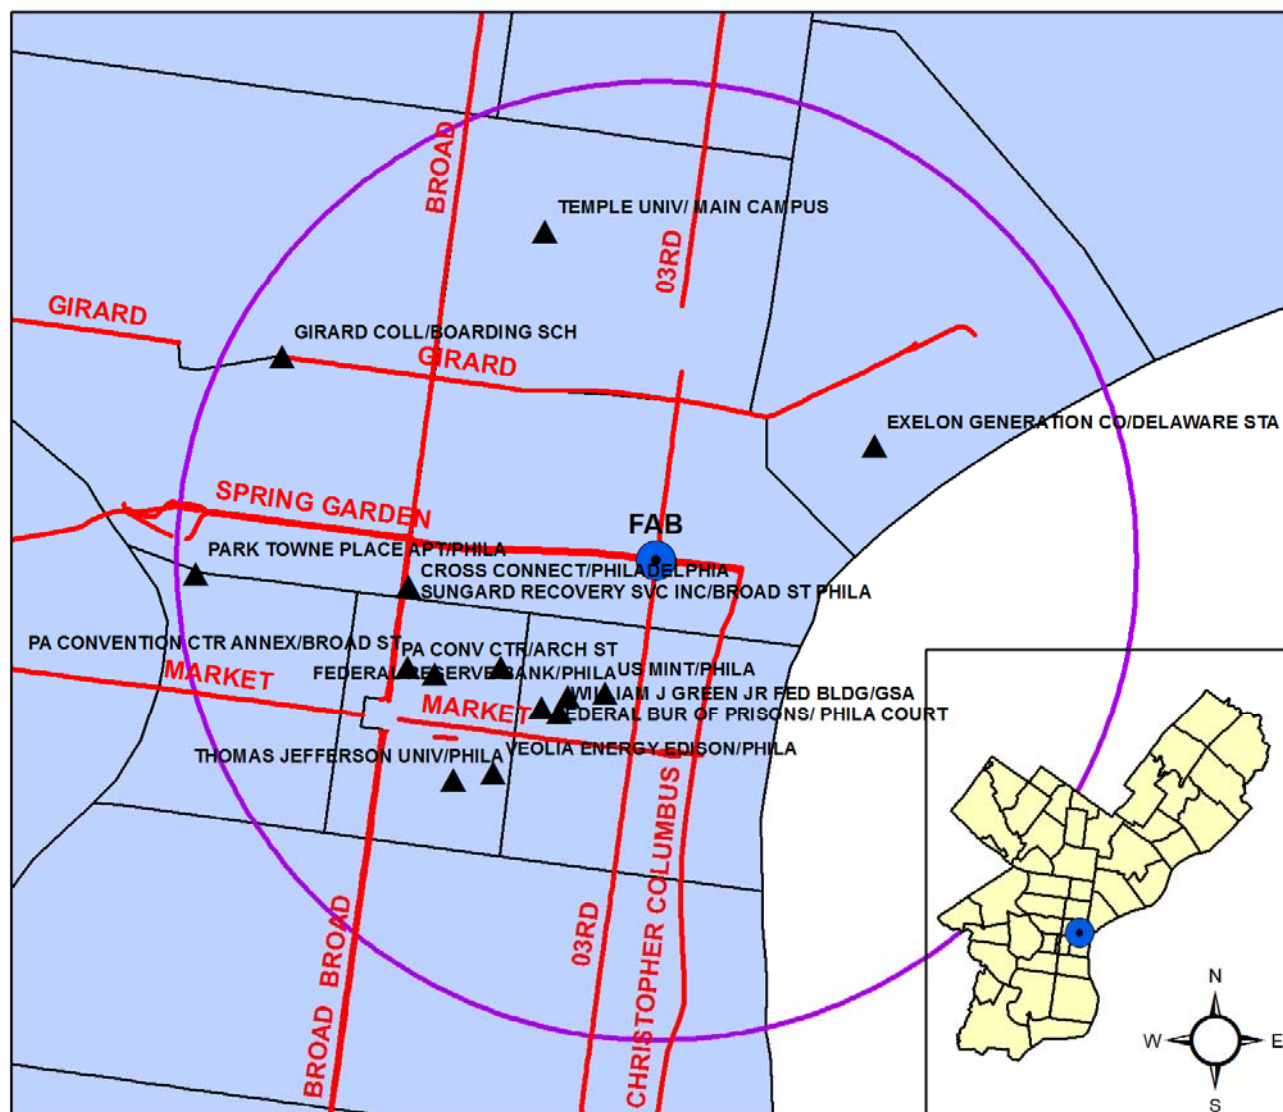 BROAD
TEMPLE UNIV/ MAIN CAMPUS
03RD
GIRARD
GIRARD COLL/BOARDING SCH
GIRARD
EXELON GENERATION CO/DELAWARE STA
SPRING GARDEN
FAB
PARK TOWNE PLACE APT/PHILA
CROSS CONNECT/PHILADELPHIA
SUNGARD RECOVERY SVC INC/BROAD ST PHILA
PA CONVENTION CTR ANNEX/BROAD ST
PA CONV CTR/ARCH ST
FEDERAL RESERVE BANK/PHILA
US MINT/PHILA
MARKET
WILLIAM J GREEN JR FED BLDG/GSA
MARKET
FEDERAL BUR OF PRISONS/ PHILA COURT
THOMAS JEFFERSON UNIV/PHILA
VEOLIA ENERGY EDISON/PHILA
CHRISTOPHER COLUMBUS
03RD
BROAD
BROAD
N
W
E
S